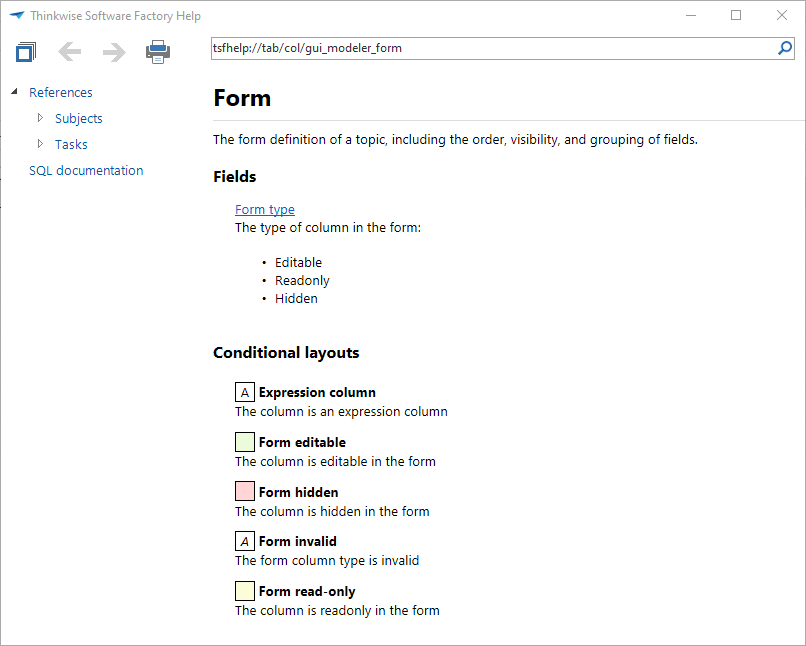 Thinkwise Software Factory Help
tsfhelp://tab/col/gui_modeler_form
References
Subjects
Tasks
SQL documentation
Form
The form definition of a topic, including the order, visibility, and grouping of fields.
Fields
Form type
The type of column in the form:
• Editable
• Readonly
• Hidden
Conditional layouts
A Expression column
The column is an expression column
Form editable
The column is editable in the form
Form hidden
The column is hidden in the form
A Form invalid
The form column type is invalid
Form read-only
The column is readonly in the form